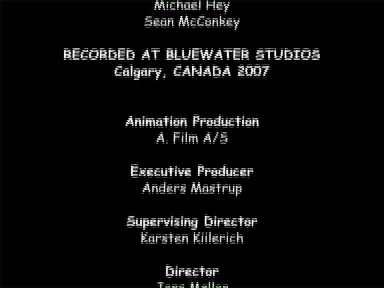 Michael Hey
Sean McConkey
RECORDED AT BLUEWATER STUDIOS
Calgary, CANADA 2007
Animation Production
A. Film A/S
Executive Producer
Anders Mastrup
Supervising Director
Karsten Kiilerich
Director